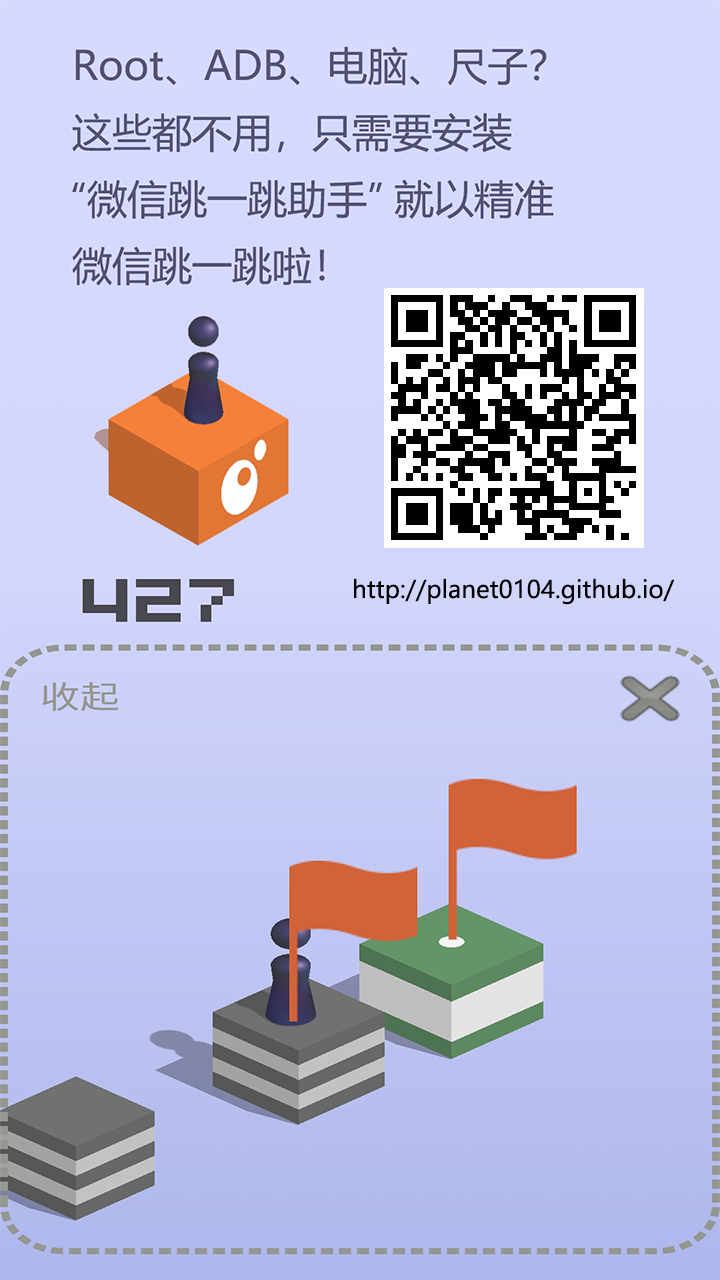 Root、ADB、电脑、尺子?
这些都不用，只需要安装
“微信跳一跳助手” 就以精准
微信跳一跳啦！
427
http://planet0104.github.io/
收起